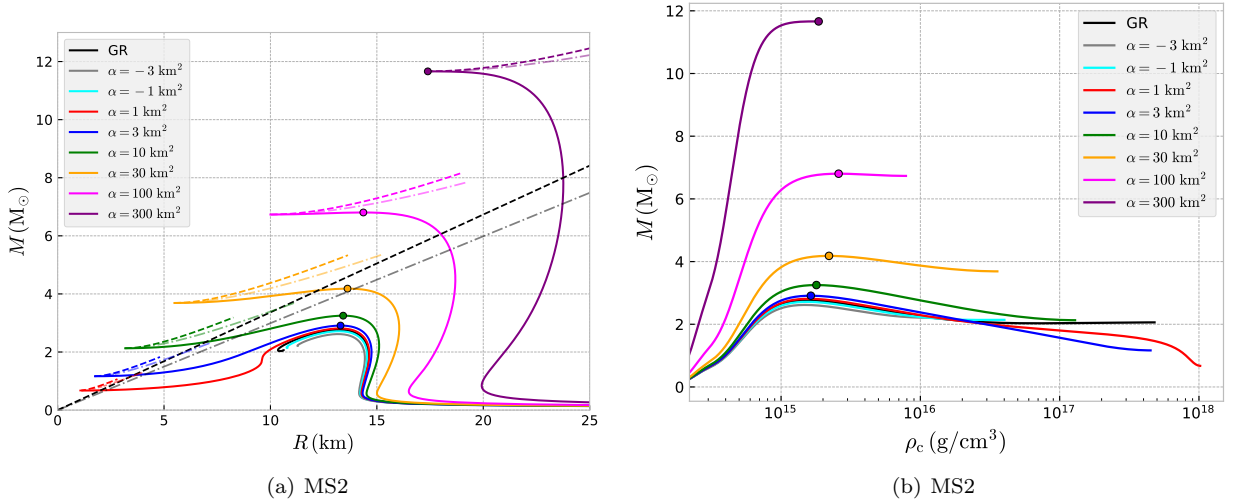 12
10
8
6
4
2
0
M (M⊙)
GR
α = − 3 km²
α = − 1 km²
α = 1 km²
α = 3 km²
α = 10 km²
α = 30 km²
α = 100 km²
α = 300 km²
0 5 10 15 20 25
R (km)
(a) MS2
12
10
8
6
4
2
0
M (M⊙)
GR
α = − 3 km²
α = − 1 km²
α = 1 km²
α = 3 km²
α = 10 km²
α = 30 km²
α = 100 km²
α = 300 km²
10¹⁵ 10¹⁶ 10¹⁷ 10¹⁸
ρc (g/cm³)
(b) MS2